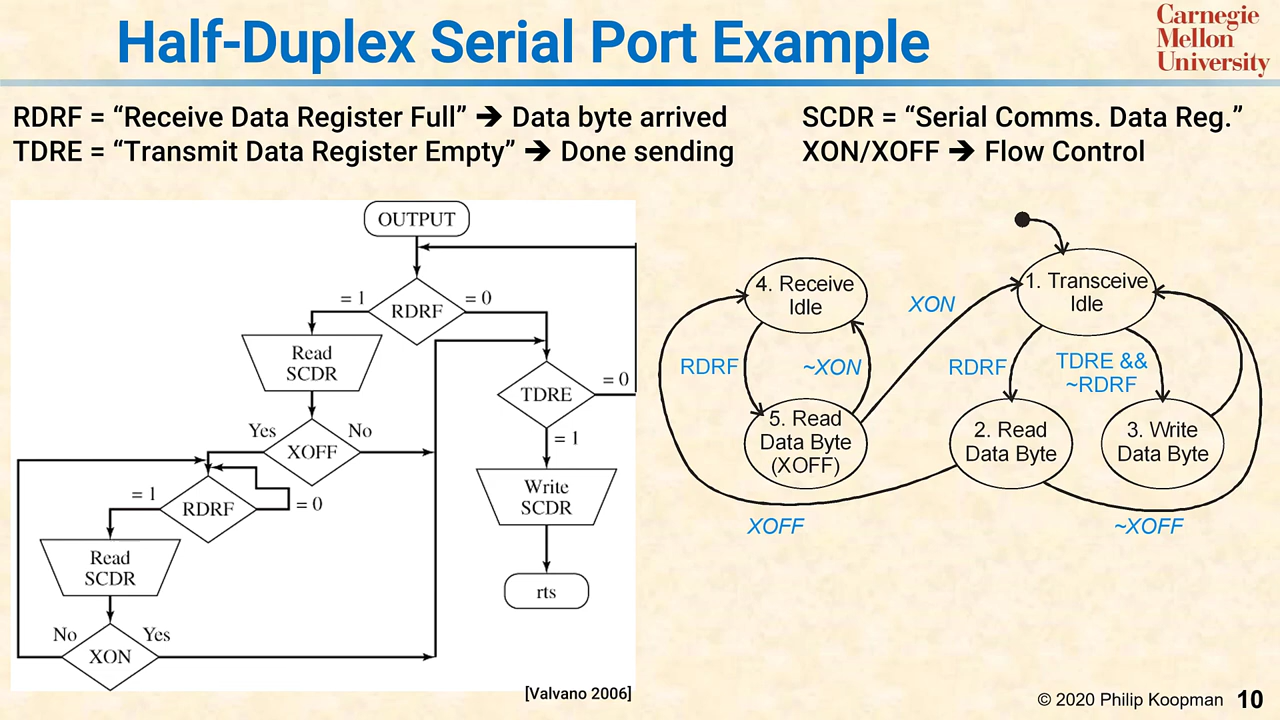 Half-Duplex Serial Port Example
Carnegie
Mellon
University
RDRF = “Receive Data Register Full” ➔ Data byte arrived
TDRE = “Transmit Data Register Empty” ➔ Done sending
SCDR = “Serial Comms. Data Reg.”
XON/XOFF ➔ Flow Control
OUTPUT
= 1
RDRF
= 0
Read
SCDR
TDRE
= 0
= 1
Yes
XOFF
No
Write
SCDR
= 1
RDRF
= 0
Read
SCDR
rts
No
XON
Yes
[Valvano 2006]
4. Receive
Idle
1. Transceive
Idle
XON
RDRF
~XON
RDRF
TDRE &&
~RDRF
5. Read
Data Byte
(XOFF)
2. Read
Data Byte
3. Write
Data Byte
XOFF
~XOFF
© 2020 Philip Koopman 10